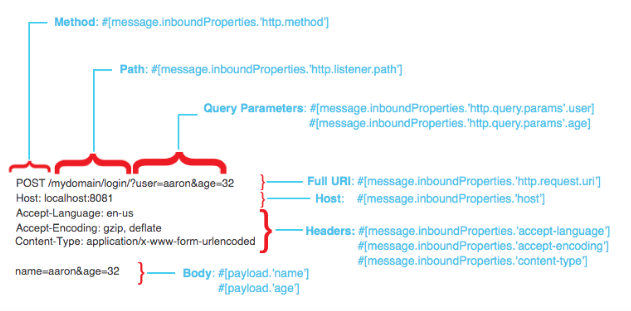 Method: #[message.inboundProperties.'http.method']
Path: #[message.inboundProperties.'http.listener.path']
Query Parameters: #[message.inboundProperties.'http.query.params'.user]
#[message.inboundProperties.'http.query.params'.age]
POST /mydomain/login/?user=aaron&age=32
Full URI: #[message.inboundProperties.'http.request.uri']
Host: localhost:8081
Host: #[message.inboundProperties.'host']
Accept-Language: en-us
Accept-Encoding: gzip, deflate
Content-Type: application/x-www-form-urlencoded
Headers: #[message.inboundProperties.'accept-language']
#[message.inboundProperties.'accept-encoding']
#[message.inboundProperties.'content-type']
name=aaron&age=32
Body: #[payload.'name']
#[payload.'age']